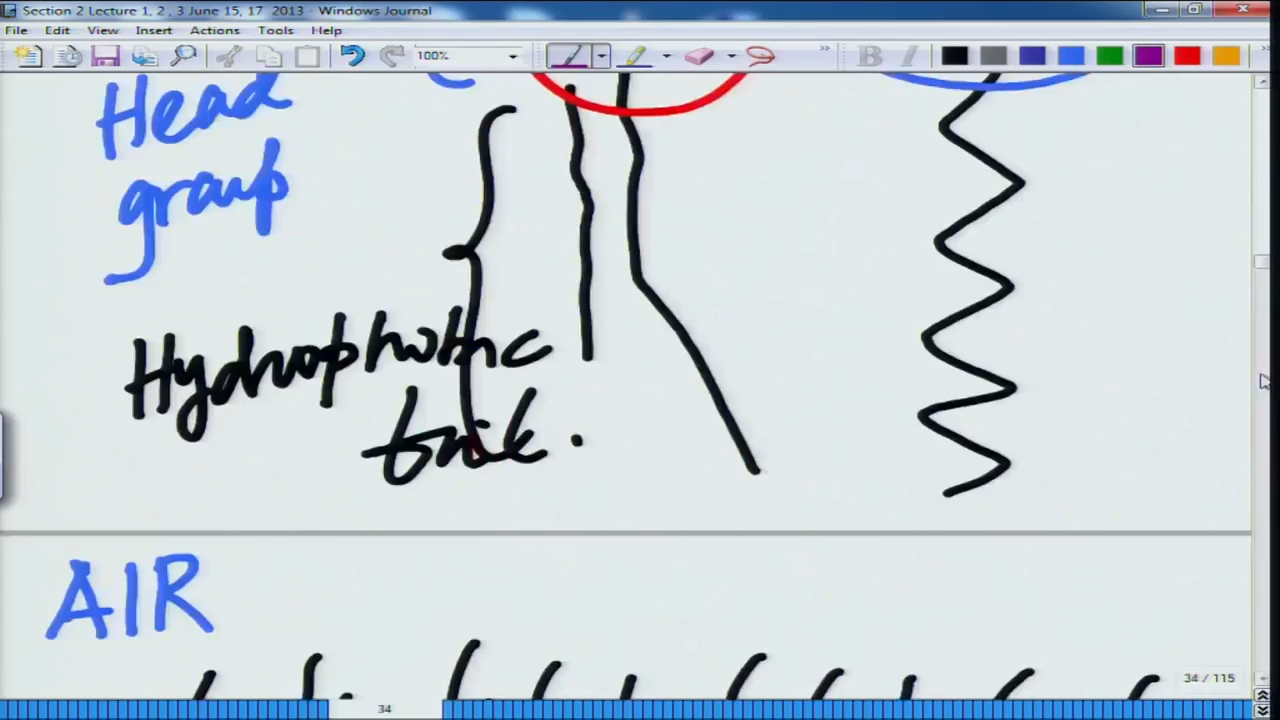 Section 2 Lecture 1, 2 , 3 June 15, 17 2013 - Windows Journal
File Edit View Insert Actions Tools Help
100%
B I
Head
group
Hydrophobic
tail.
AIR
34 / 115
34